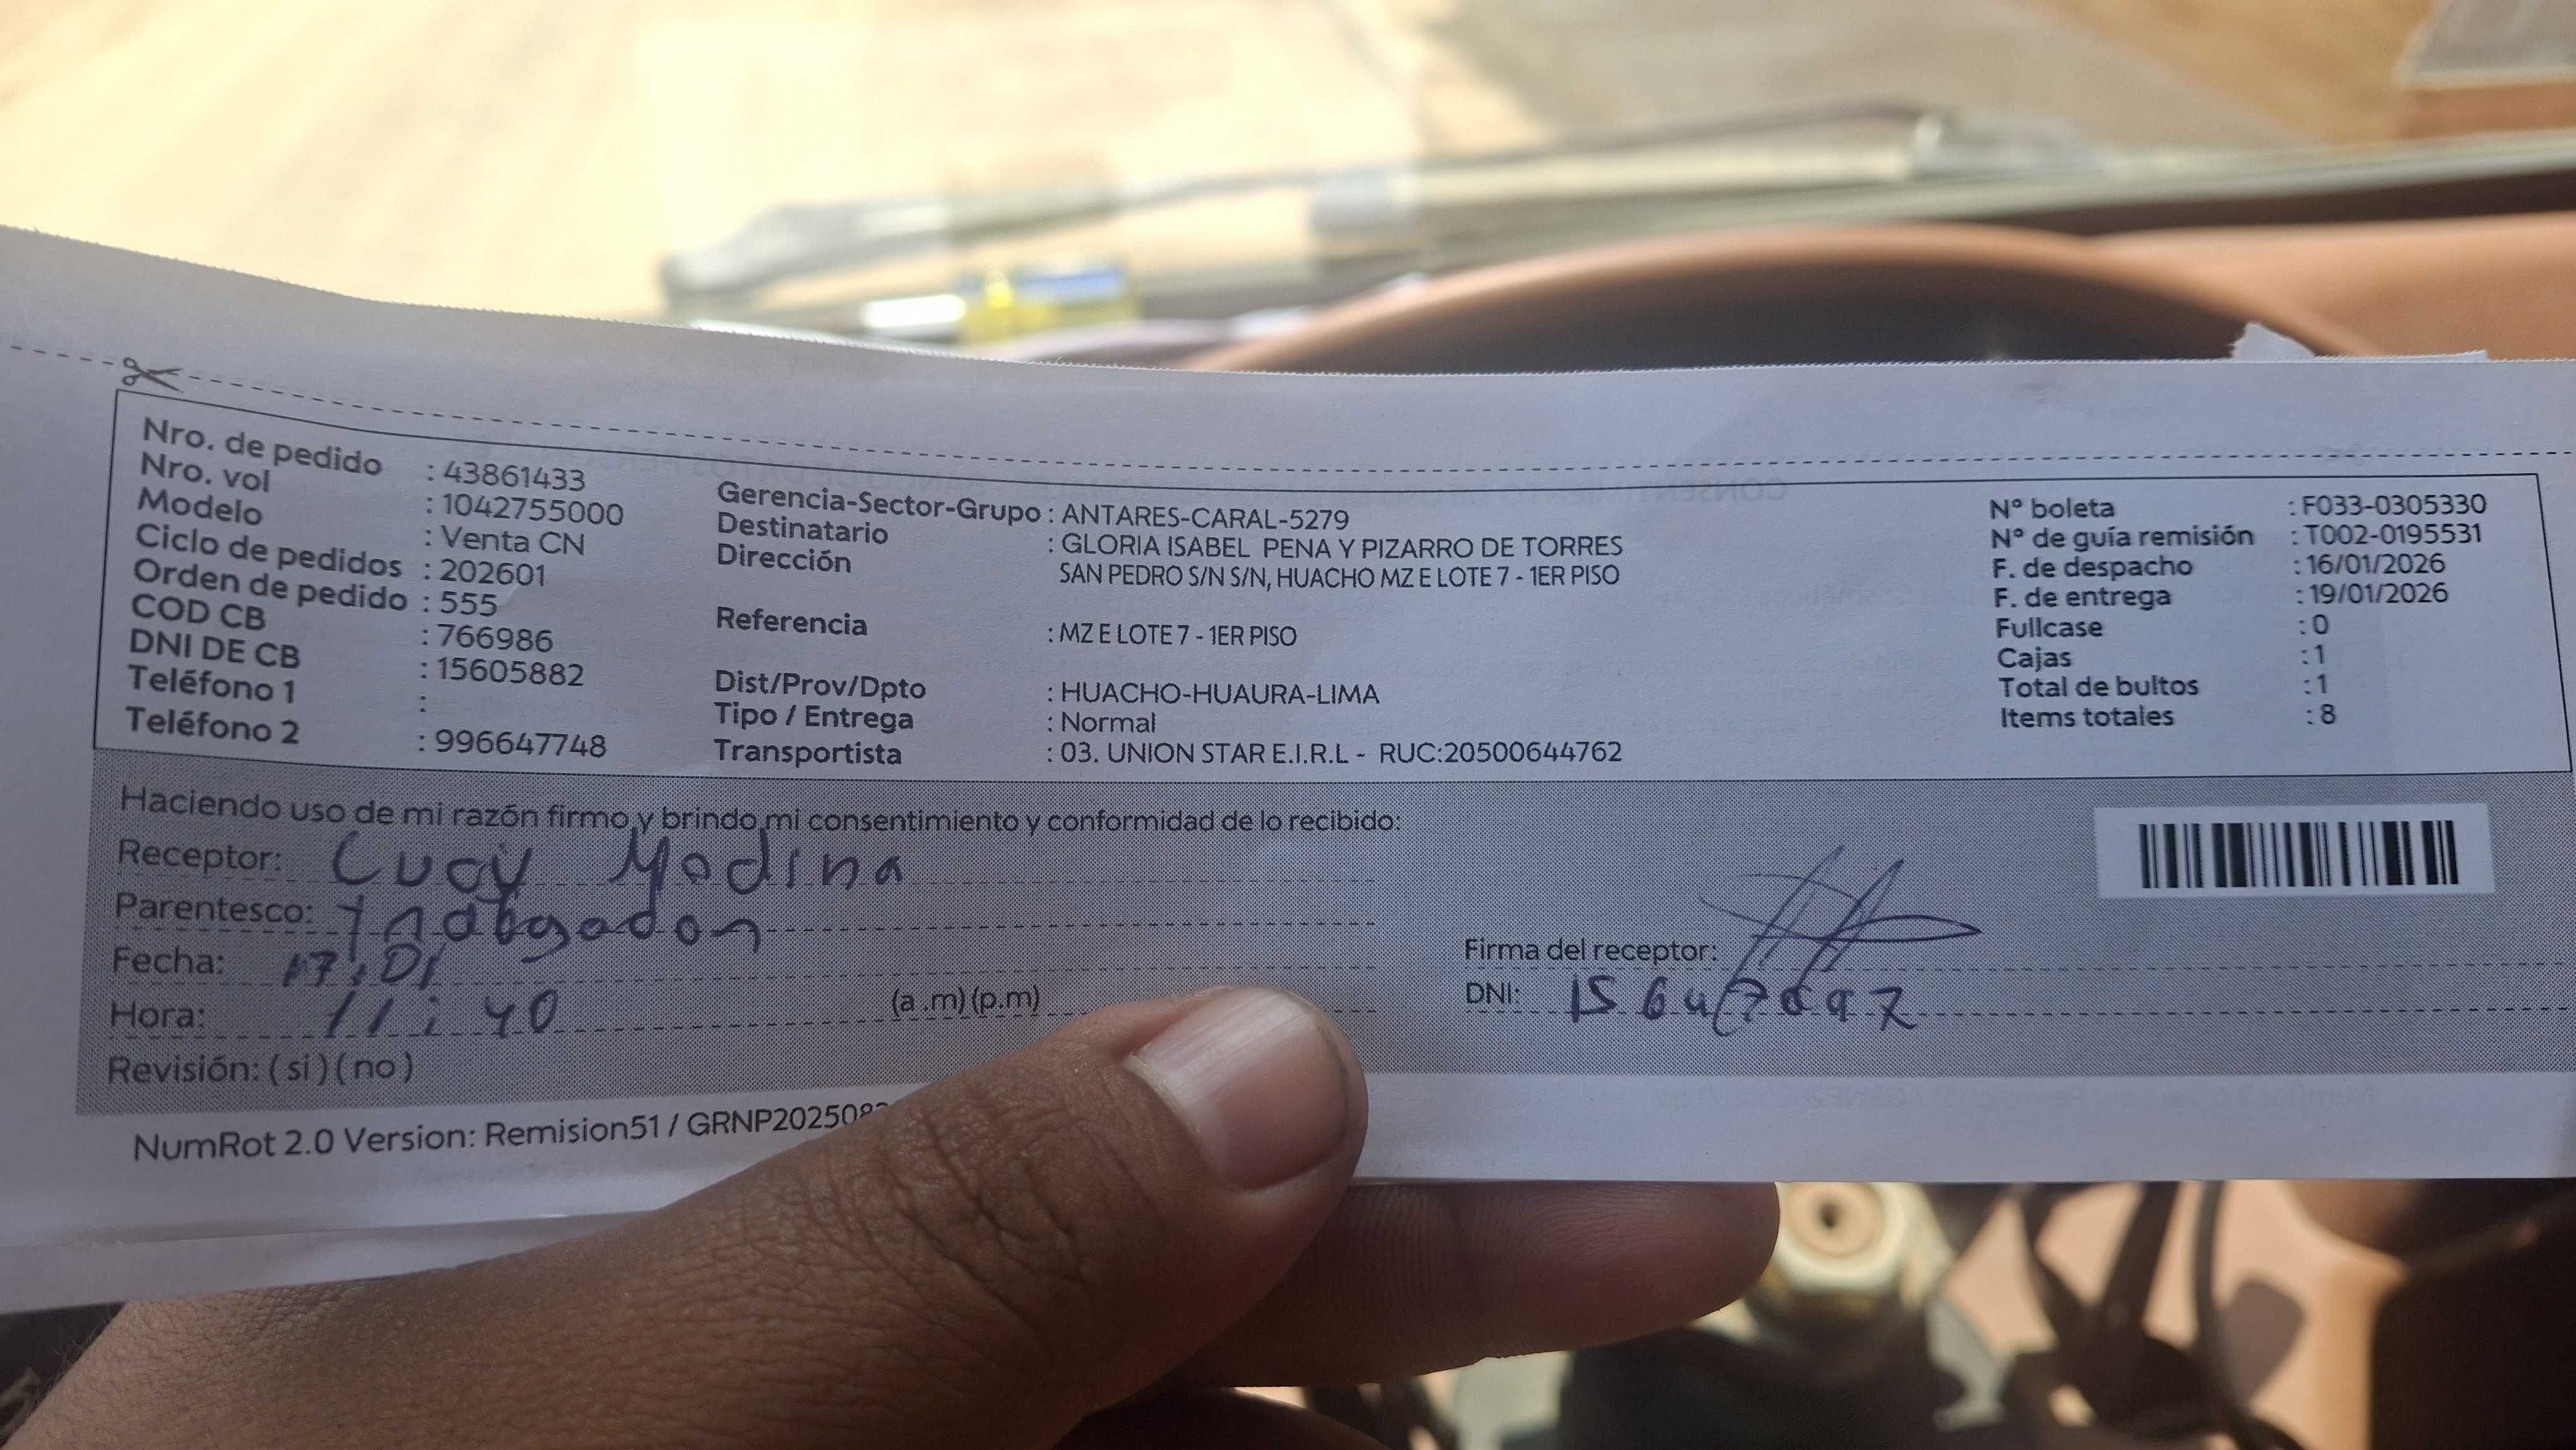 Nro. de pedido : 43861433
Nro. vol : 1042755000
Modelo : Venta CN
Ciclo de pedidos : 202601
Orden de pedido : 555
COD CB : 766986
DNI DE CB : 15605882
Teléfono 1 :
Teléfono 2 : 996647748
Gerencia-Sector-Grupo : ANTARES-CARAL-5279
Destinatario : GLORIA ISABEL PENA Y PIZARRO DE TORRES
Dirección SAN PEDRO S/N S/N, HUACHO MZ E LOTE 7 - 1ER PISO
Referencia : MZ E LOTE 7 - 1ER PISO
Dist/Prov/Dpto : HUACHO-HUAURA-LIMA
Tipo / Entrega : Normal
Transportista : 03. UNION STAR E.I.R.L - RUC:20500644762
N° boleta : F033-0305330
N° de guía remisión : T002-0195531
F. de despacho : 16/01/2026
F. de entrega : 19/01/2026
Fullcase : 0
Cajas : 1
Total de bultos : 1
Items totales : 8
Haciendo uso de mi razón firmo y brindo mi consentimiento y conformidad de lo recibido:
Receptor:
Parentesco:
Fecha: 17.01
Hora: 11:40 (a.m) (p.m)
Revisión: ( si ) ( no )
Firma del receptor:
DNI:
NumRot 2.0 Version: Remision51 / GRNP202508